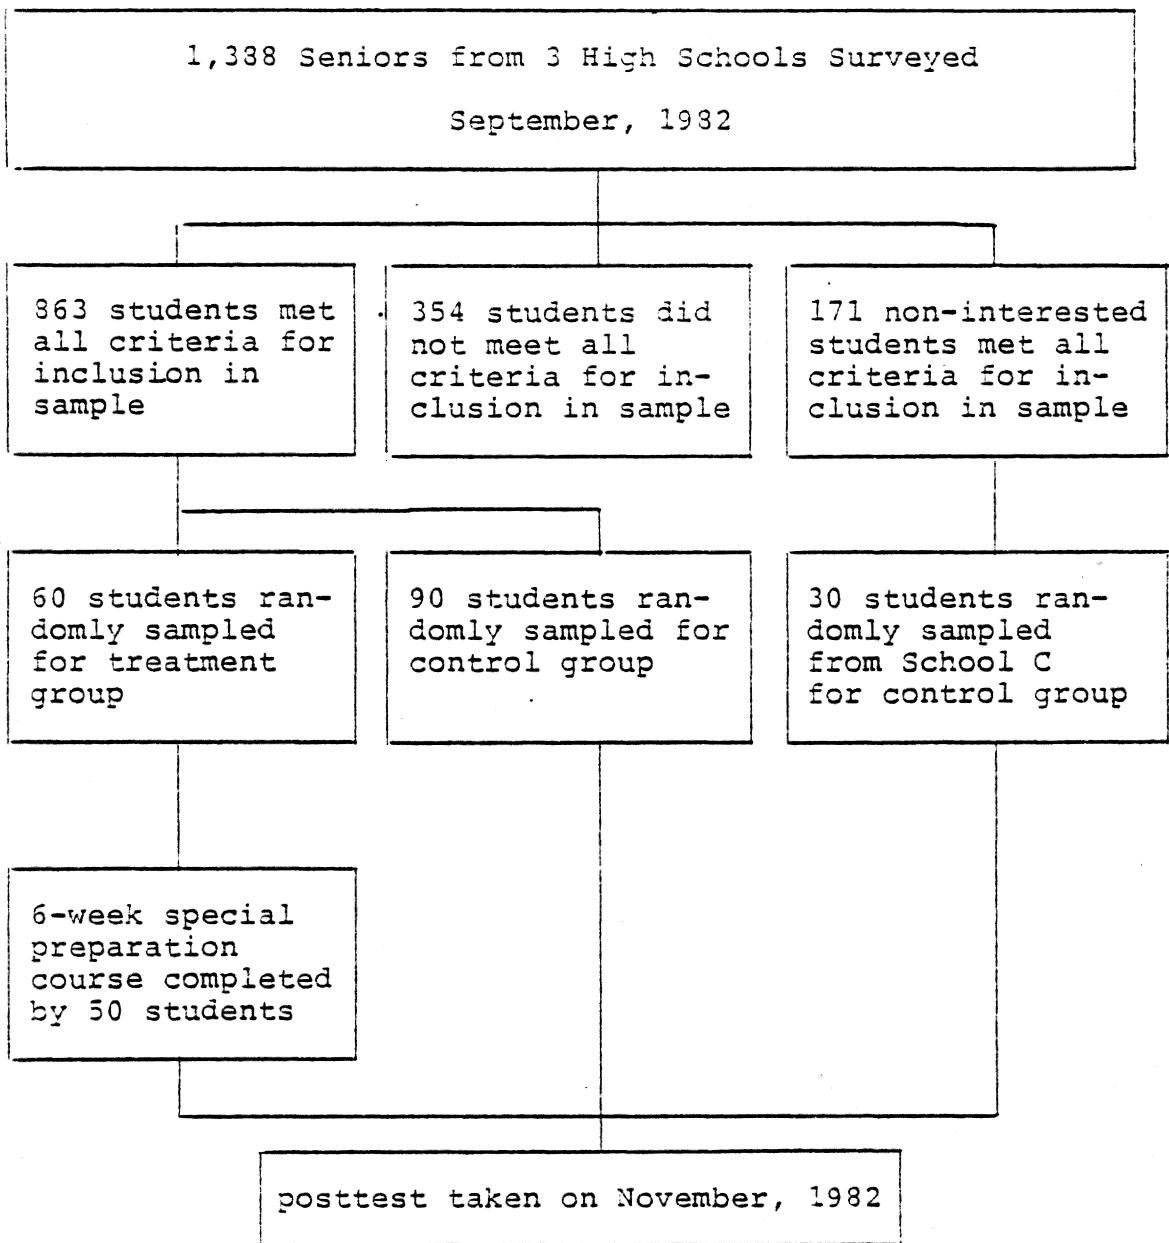 1,388 Seniors from 3 High Schools Surveyed
September, 1982
863 students met
all criteria for
inclusion in
sample
354 students did
not meet all
criteria for in-
clusion in sample
171 non-interested
students met all
criteria for in-
clusion in sample
60 students ran-
domly sampled
for treatment
group
90 students ran-
domly sampled for
control group
30 students ran-
domly sampled
from School C
for control group
6-week special
preparation
course completed
by 50 students
posttest taken on November, 1982